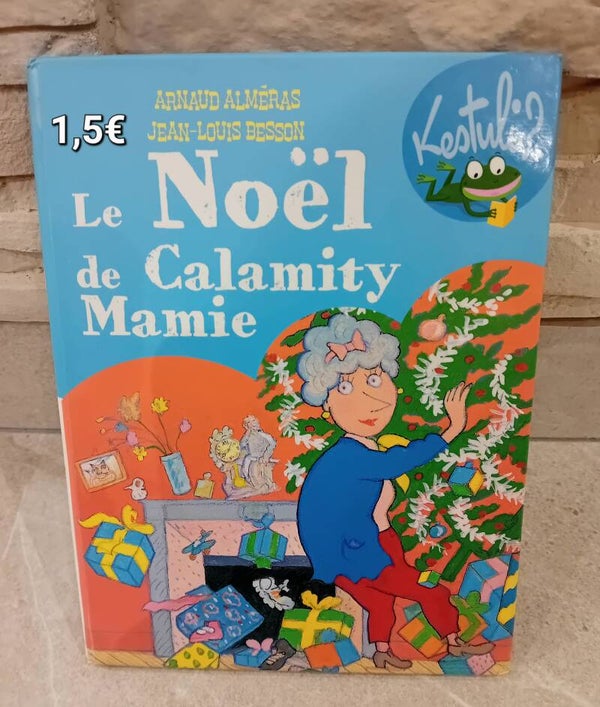 ARNAUD ALMÉRAS
1,5€
JEAN-LOUIS BESSON
Kestuli?
Le Noël
de Calamity
Mamie